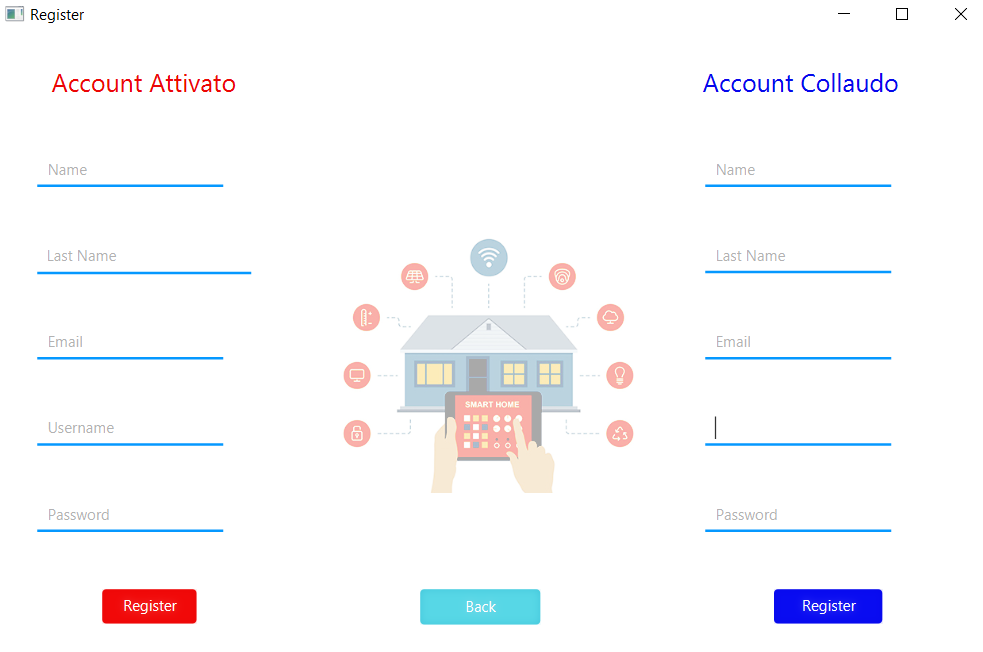 Register
Account Attivato
Name
Last Name
Email
Username
Password
Register
SMART HOME
Back
Account Collaudo
Name
Last Name
Email
Password
Register